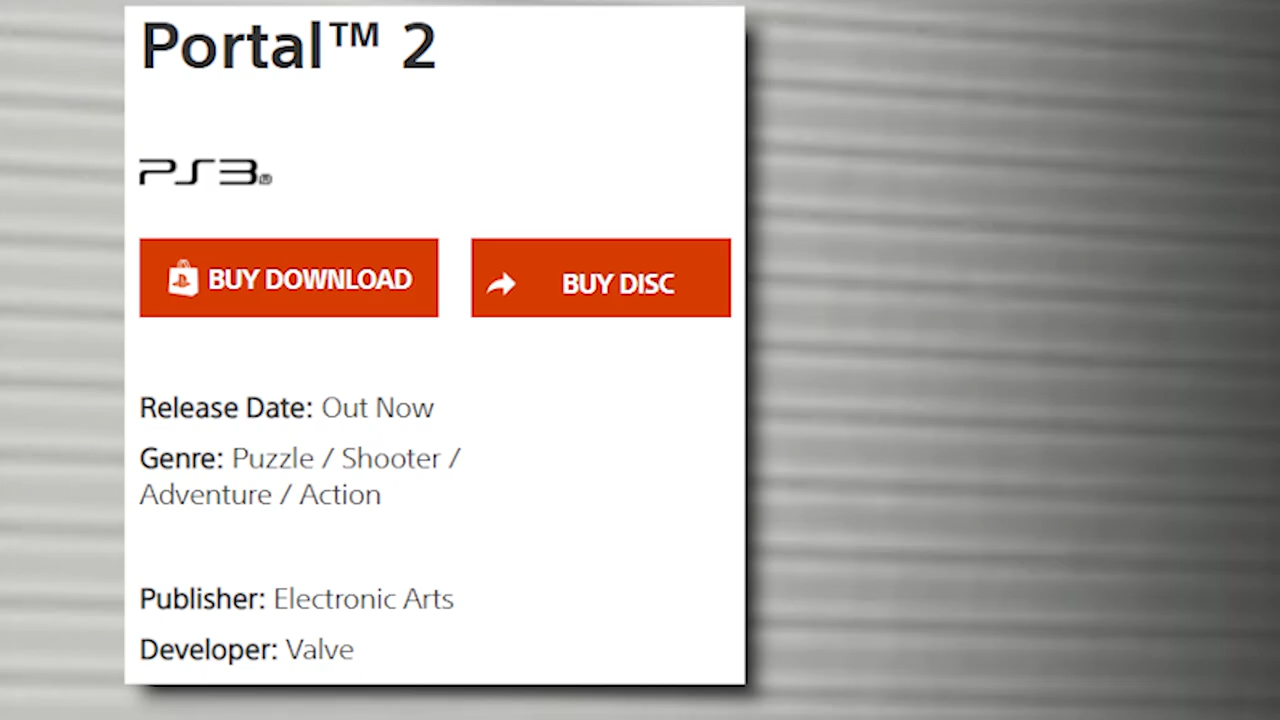 Portal™ 2
PS3®
BUY DOWNLOAD
BUY DISC
Release Date: Out Now
Genre: Puzzle / Shooter /
Adventure / Action
Publisher: Electronic Arts
Developer: Valve